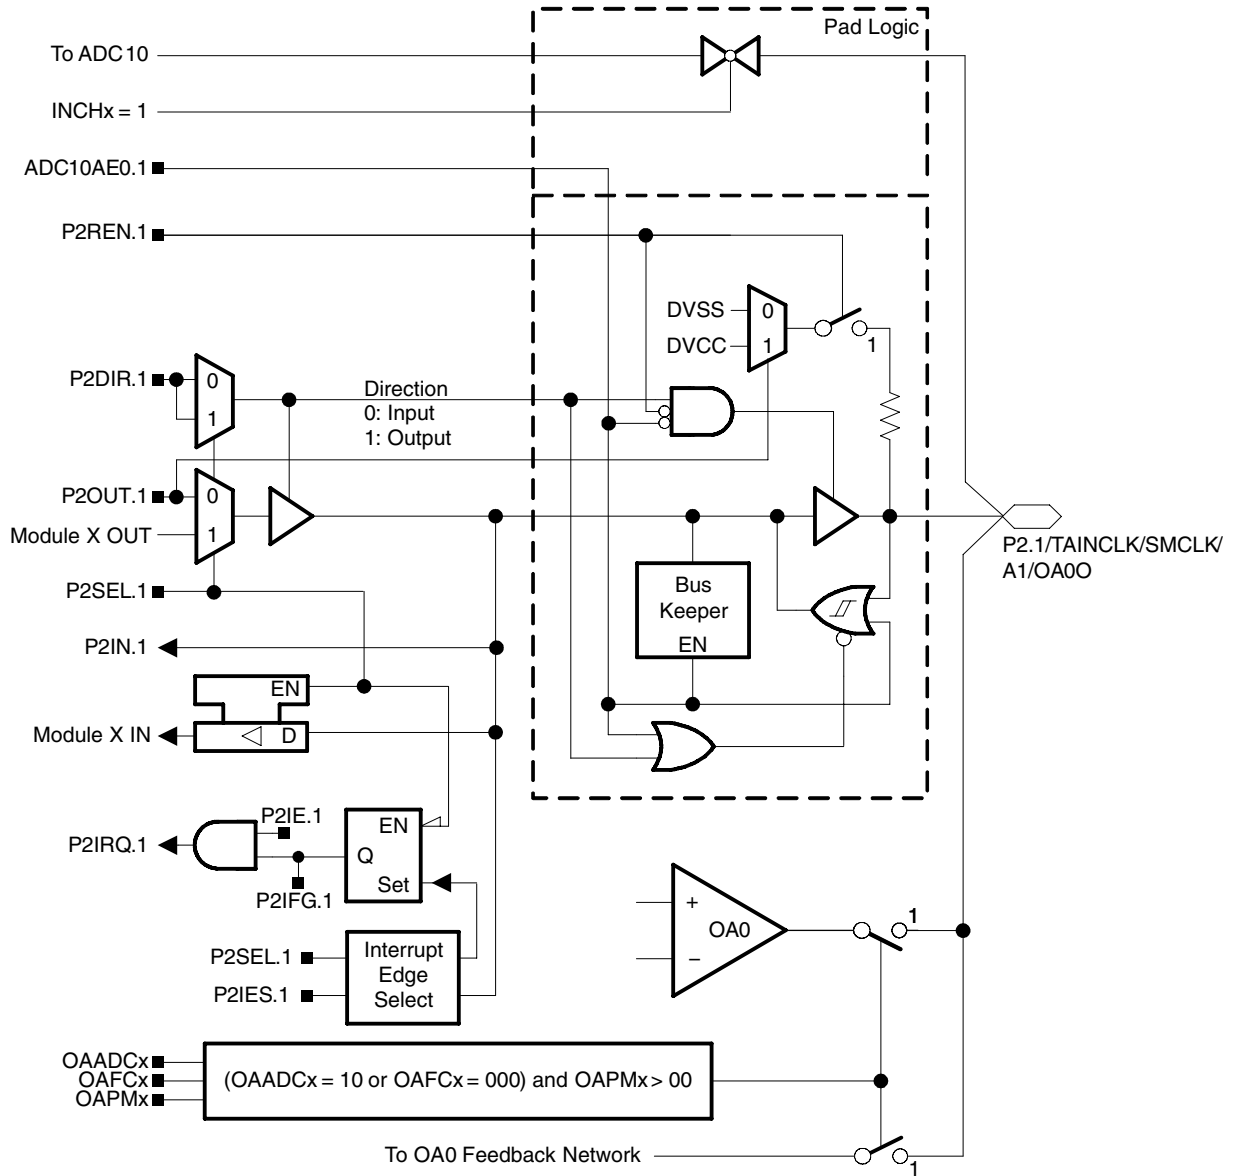 Pad Logic
To ADC10
INCHx = 1
ADC10AE0.1
P2REN.1
DVSS
0
DVCC
1
1
P2DIR.1
0
1
Direction
0: Input
1: Output
P2OUT.1
0
Module X OUT
1
P2.1/TAINCLK/SMCLK/
A1/OA0O
Bus
Keeper
EN
P2SEL.1
P2IN.1
EN
Module X IN
D
P2IE.1
EN
P2IRQ.1
Q
Set
P2IFG.1
+
OA0
−
1
P2SEL.1
Interrupt
Edge
Select
P2IES.1
OAADCx
OAFCx
OAPMx
(OAADCx = 10 or OAFCx = 000) and OAPMx > 00
To OA0 Feedback Network
1